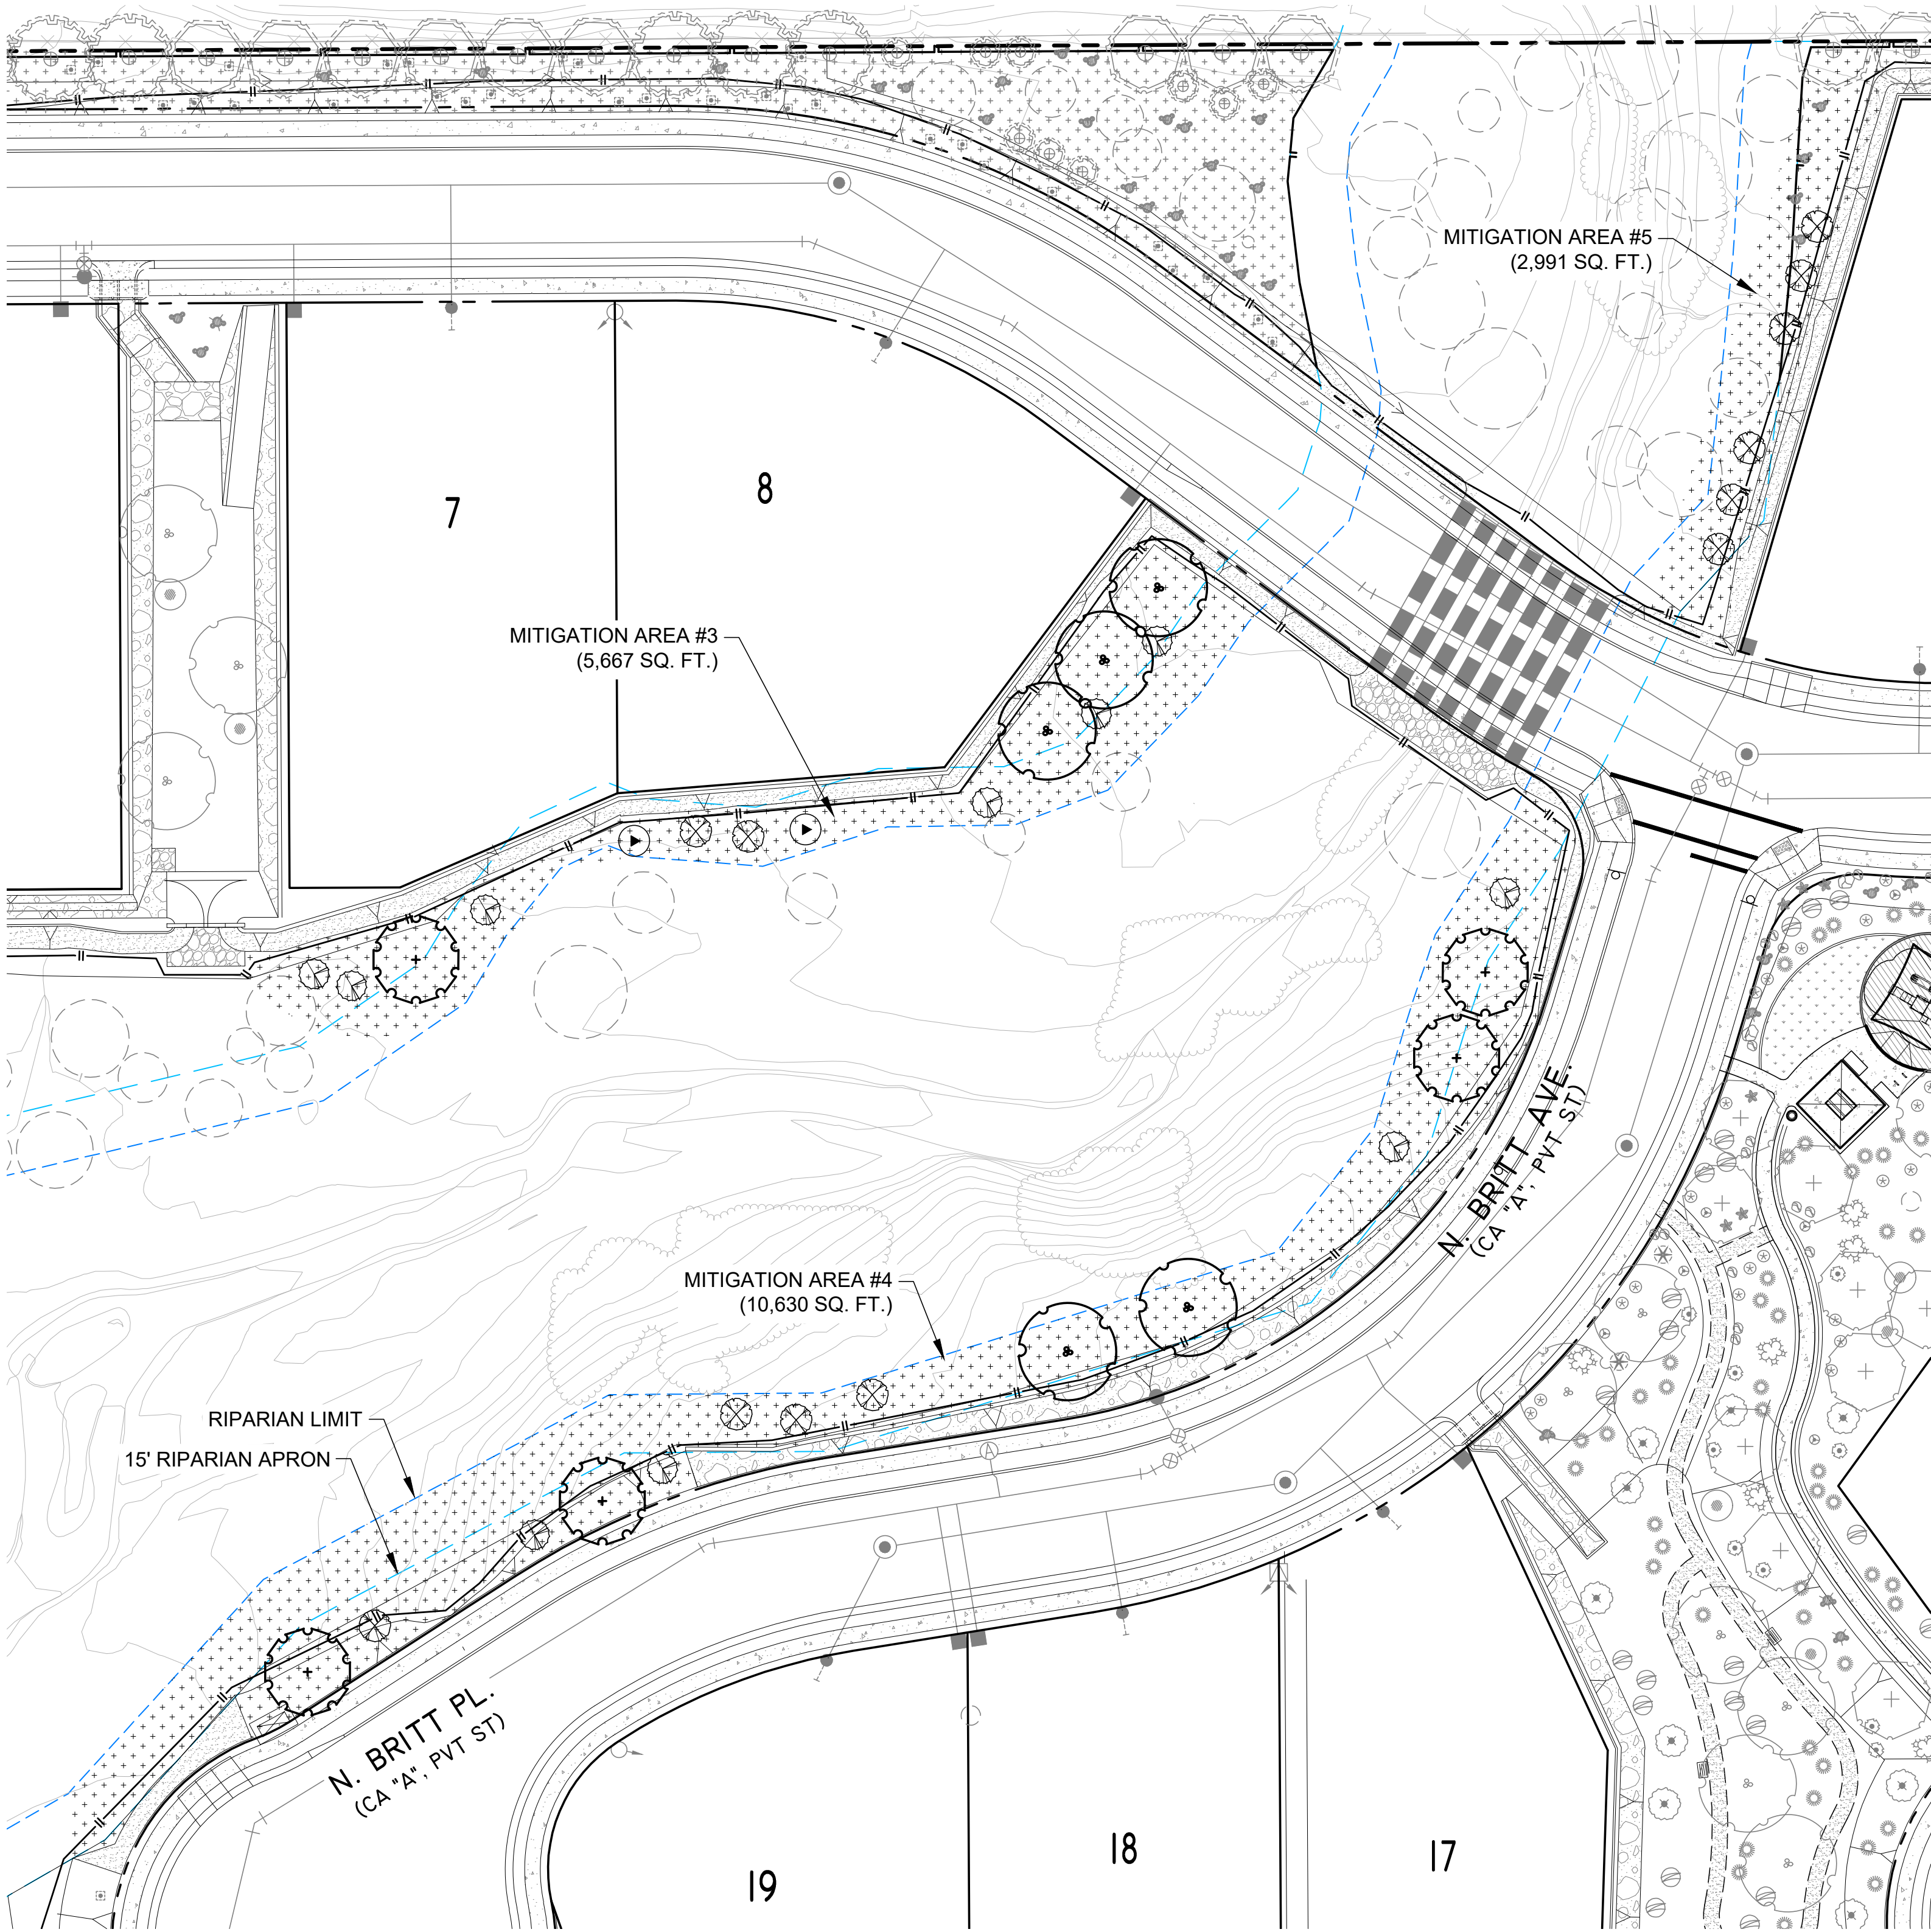 MITIGATION AREA #5
(2,991 SQ. FT.)
7
8
MITIGATION AREA #3
(5,667 SQ. FT.)
N. BRITT AVE.
(CA "A", PVT ST)
MITIGATION AREA #4
(10,630 SQ. FT.)
RIPARIAN LIMIT
15' RIPARIAN APRON
N. BRITT PL.
(CA "A", PVT ST)
19
18
17